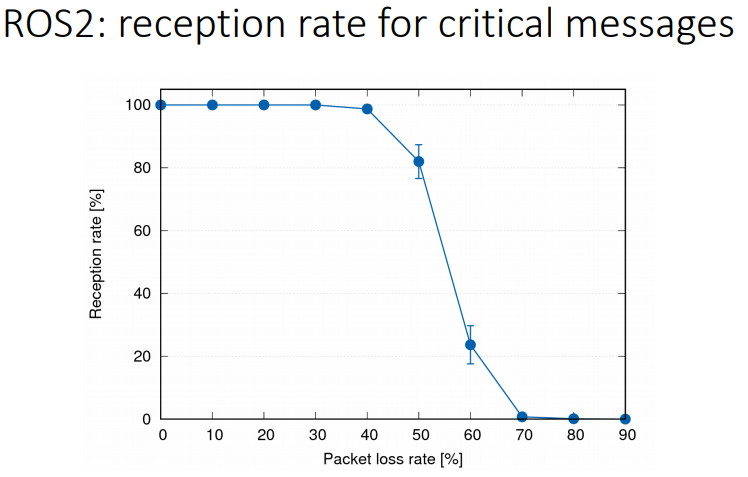 ROS2: reception rate for critical messages
100
80
60
40
20
0
Reception rate [%]
0 10 20 30 40 50 60 70 80 90
Packet loss rate [%]